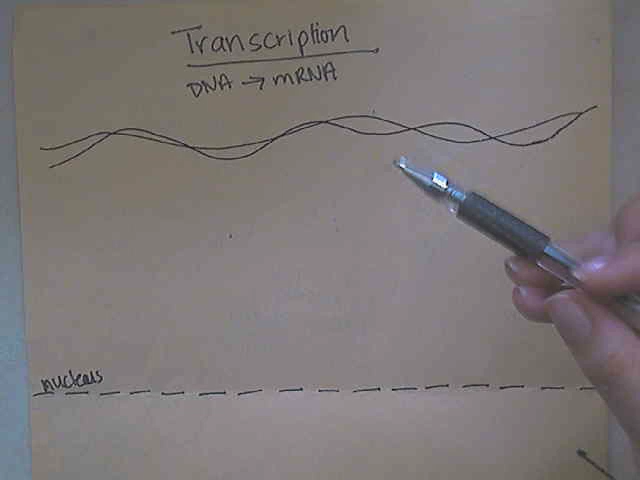 Transcription
DNA → mRNA
nucleus